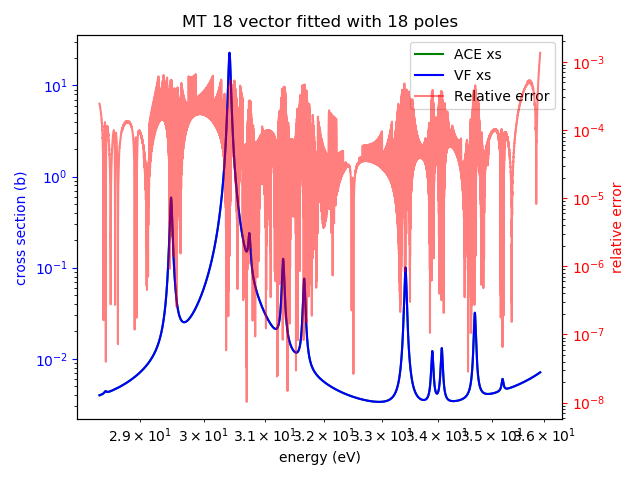 MT 18 vector fitted with 18 poles
ACE xs
VF xs
Relative error
10¹
10⁰
10⁻¹
10⁻²
cross section (b)
10⁻³
10⁻⁴
10⁻⁵
10⁻⁶
10⁻⁷
10⁻⁸
relative error
2.9 × 10¹ 3 × 10¹ 3.1 × 10¹ 3.2 × 10¹ 3.3 × 10¹ 3.4 × 10¹ 3.5 × 10¹ 3.6 × 10¹
energy (eV)